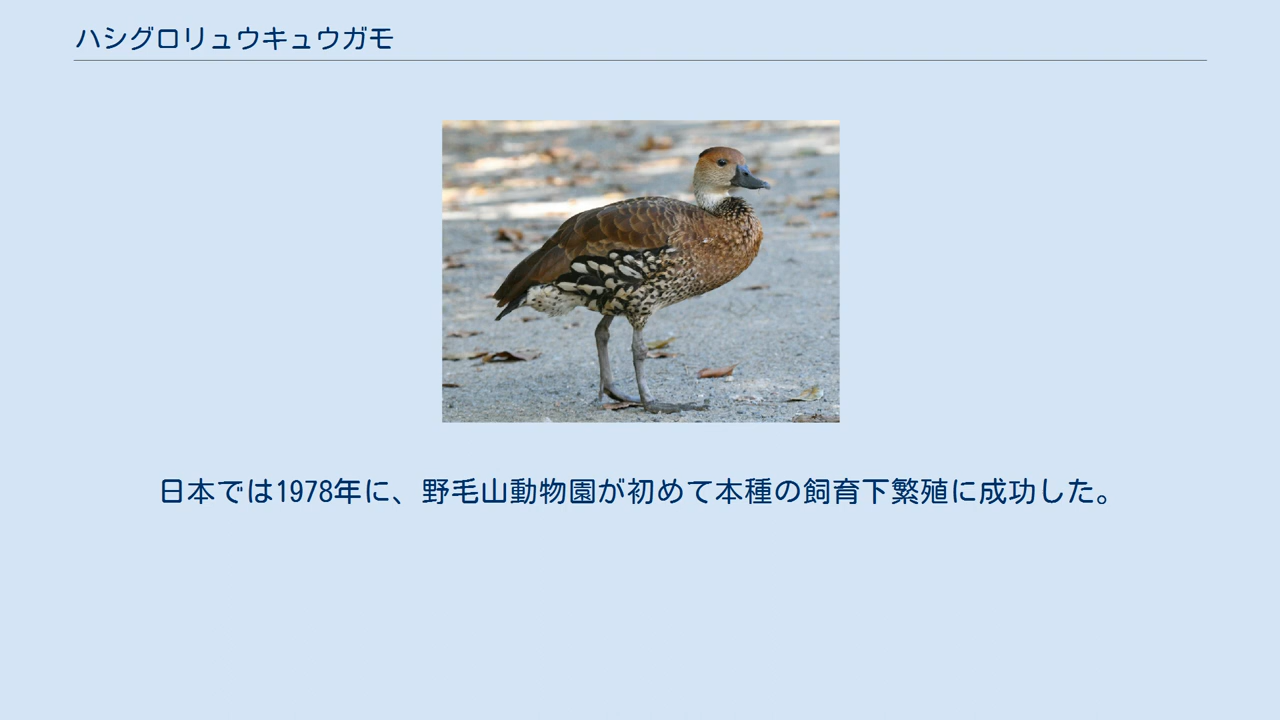 ハシグロリュウキュウガモ
日本では1978年に、野毛山動物園が初めて本種の飼育下繁殖に成功した。